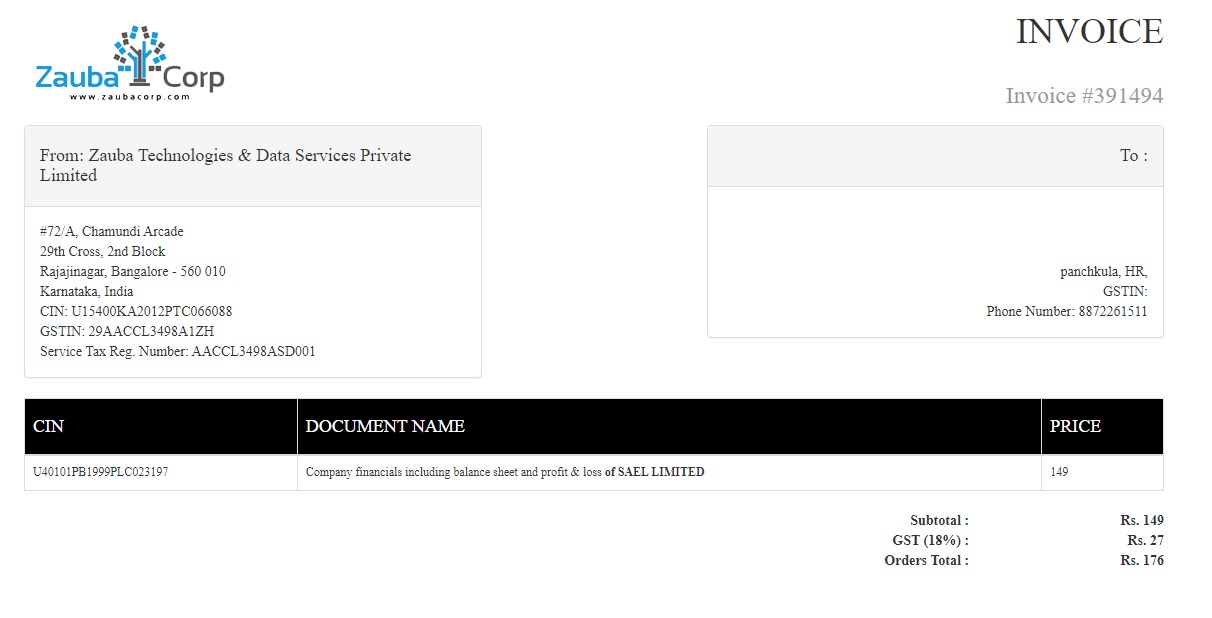 Zauba Corp
www.zaubacorp.com
INVOICE
Invoice #391494
From: Zauba Technologies & Data Services Private
Limited
#72/A, Chamundi Arcade
29th Cross, 2nd Block
Rajajinagar, Bangalore - 560 010
Karnataka, India
CIN: U15400KA2012PTC066088
GSTIN: 29AACCL3498A1ZH
Service Tax Reg. Number: AACCL3498ASD001
To :
panchkula, HR,
GSTIN:
Phone Number: 8872261511
CIN DOCUMENT NAME PRICE
U40101PB1999PLC023197 Company financials including balance sheet and profit & loss of SAEL LIMITED 149
Subtotal : Rs. 149
GST (18%) : Rs. 27
Orders Total : Rs. 176